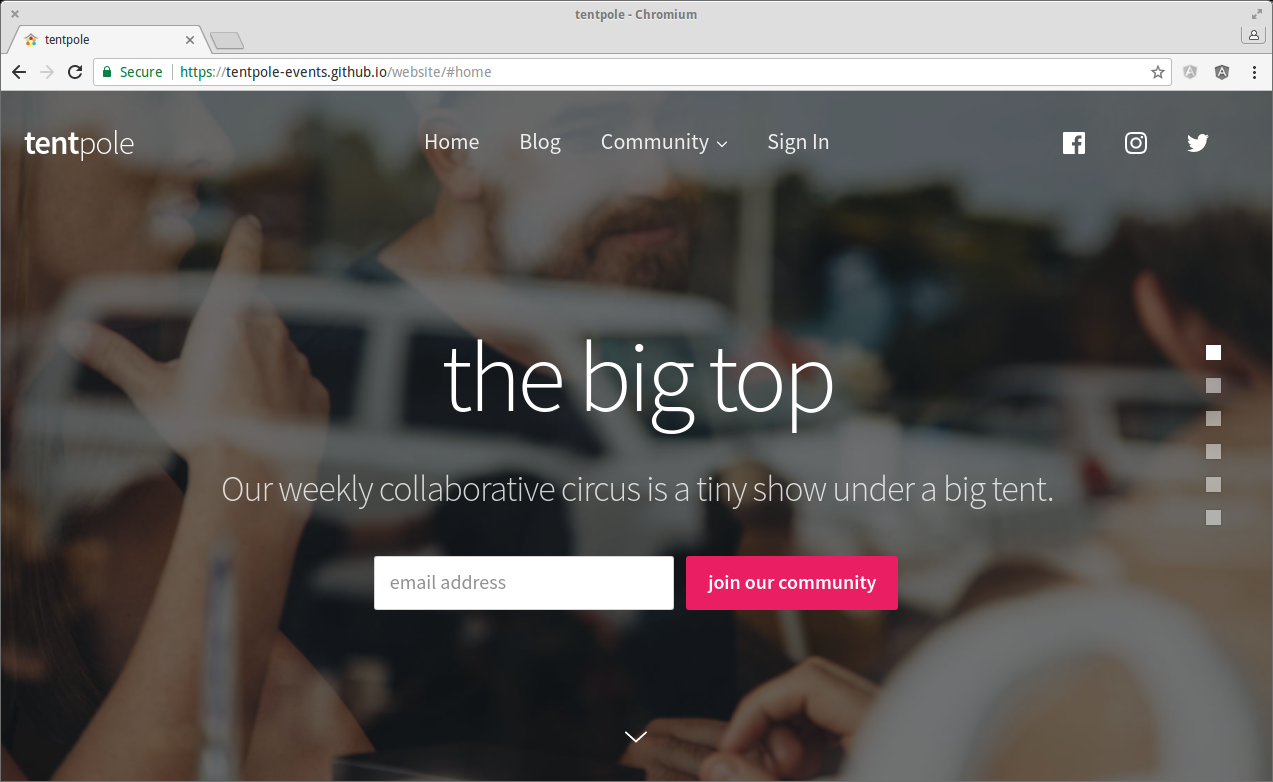 tentpole - Chromium
tentpole
Secure https://tentpole-events.github.io/website/#home
tentpole Home Blog Community Sign In
the big top
Our weekly collaborative circus is a tiny show under a big tent.
email address join our community